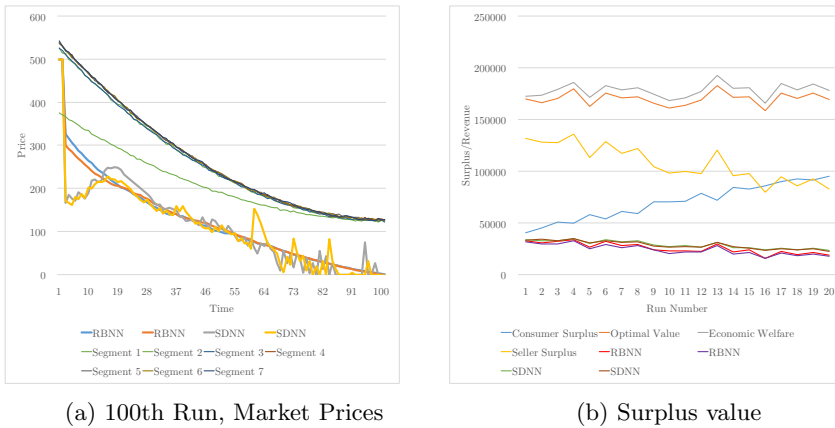 600
500
400
300
200
100
0
Price
1 10 19 28 37 46 55 64 73 82 91 100
Time
RBNN RBNN SDNN SDNN
Segment 1 Segment 2 Segment 3 Segment 4
Segment 5 Segment 6 Segment 7
(a) 100th Run, Market Prices
250000
200000
150000
100000
50000
0
Surplus/Revenue
1 2 3 4 5 6 7 8 9 10 11 12 13 14 15 16 17 18 19 20
Run Number
Consumer Surplus Optimal Value Economic Welfare
Seller Surplus RBNN RBNN
SDNN SDNN
(b) Surplus value